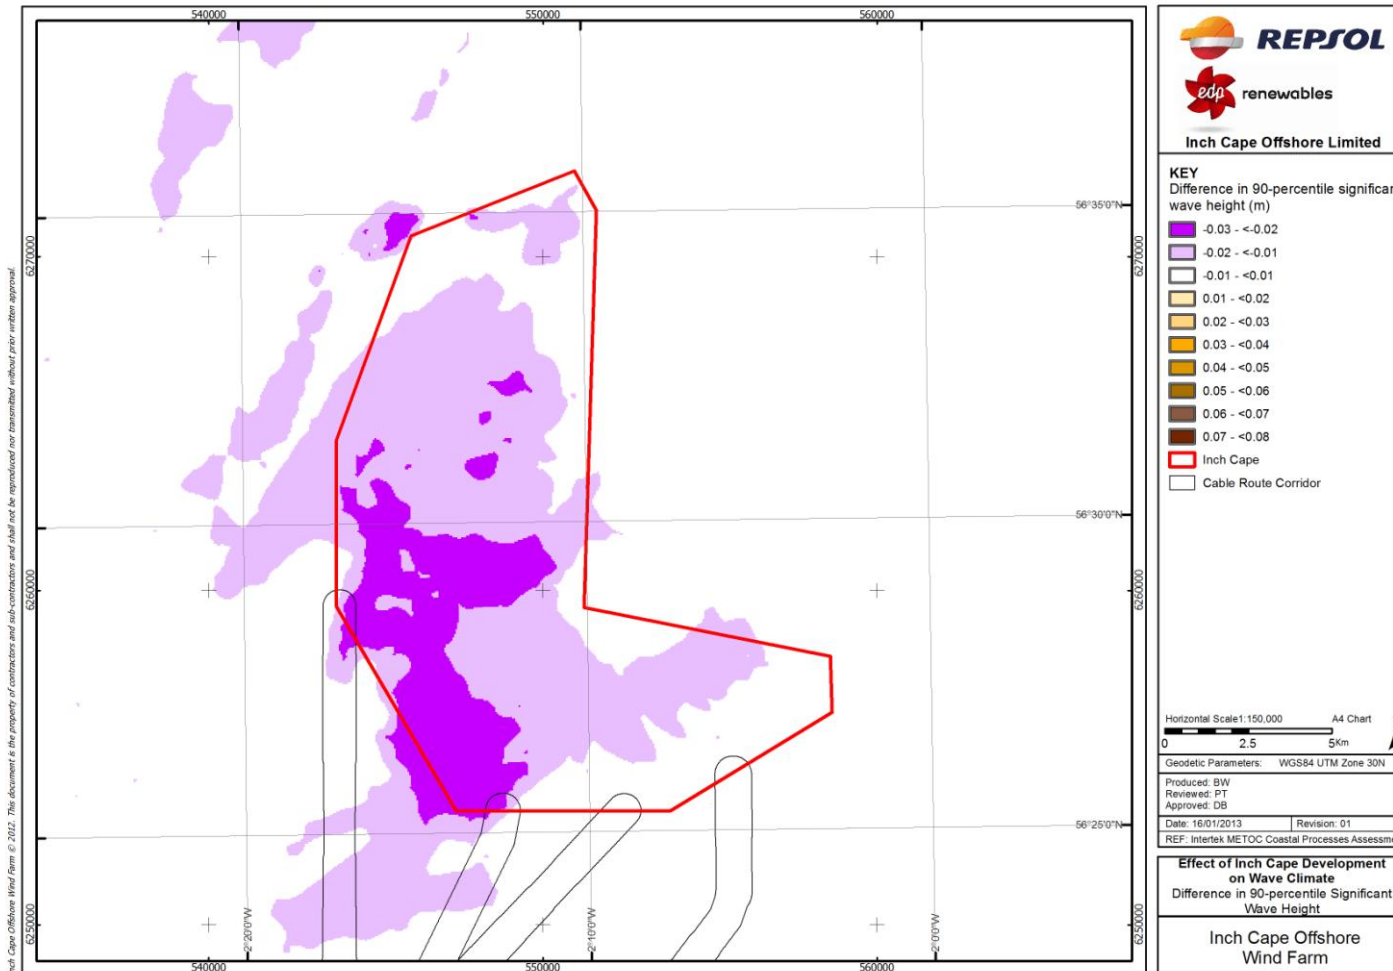 540000
550000
560000
6270000
6260000
6250000
6270000
6260000
6250000
56°35'0"N
56°30'0"N
56°25'0"N
2°20'0"W
2°10'0"W
2°0'0"W
540000
550000
560000
Inch Cape Offshore Wind Farm © 2012. This document is the property of contractors and sub-contractors and shall not be reproduced nor transmitted without prior written approval.
REPSOL
edp renewables
Inch Cape Offshore Limited
KEY
Difference in 90-percentile significan
wave height (m)
-0.03 - <-0.02
-0.02 - <-0.01
-0.01 - <0.01
0.01 - <0.02
0.02 - <0.03
0.03 - <0.04
0.04 - <0.05
0.05 - <0.06
0.06 - <0.07
0.07 - <0.08
Inch Cape
Cable Route Corridor
Horizontal Scale1:150,000 A4 Chart
0 2.5 5Km
Geodetic Parameters: WGS84 UTM Zone 30N
Produced: BW
Reviewed: PT
Approved: DB
Date: 16/01/2013 Revision: 01
REF: Intertek METOC Coastal Processes Assessme
Effect of Inch Cape Development
on Wave Climate
Difference in 90-percentile Significant
Wave Height
Inch Cape Offshore
Wind Farm